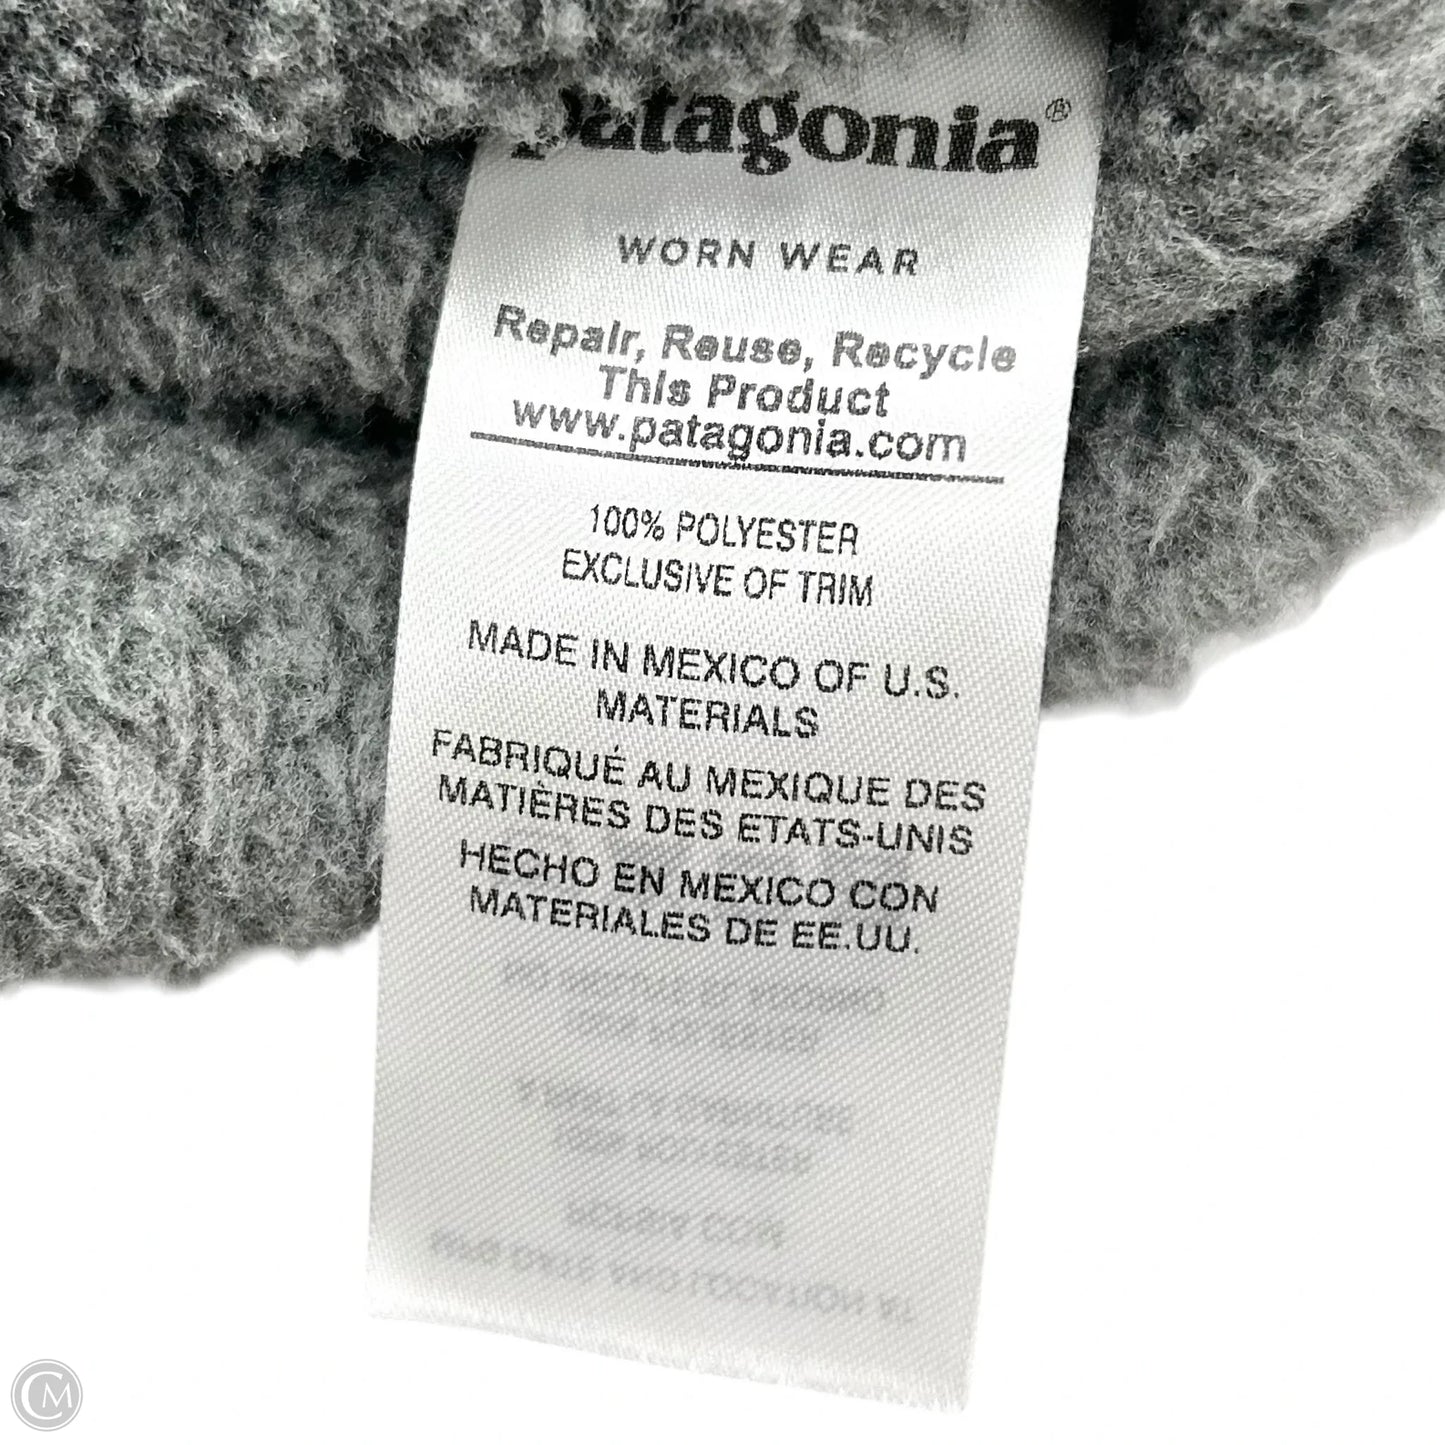 patagonia®
WORN WEAR
Repair, Reuse, Recycle
This Product
www.patagonia.com
100% POLYESTER
EXCLUSIVE OF TRIM
MADE IN MEXICO OF U.S.
MATERIALS
FABRIQUÉ AU MEXIQUE DES
MATIÈRES DES ETATS-UNIS
HECHO EN MEXICO CON
MATERIALES DE EE.UU.
CM